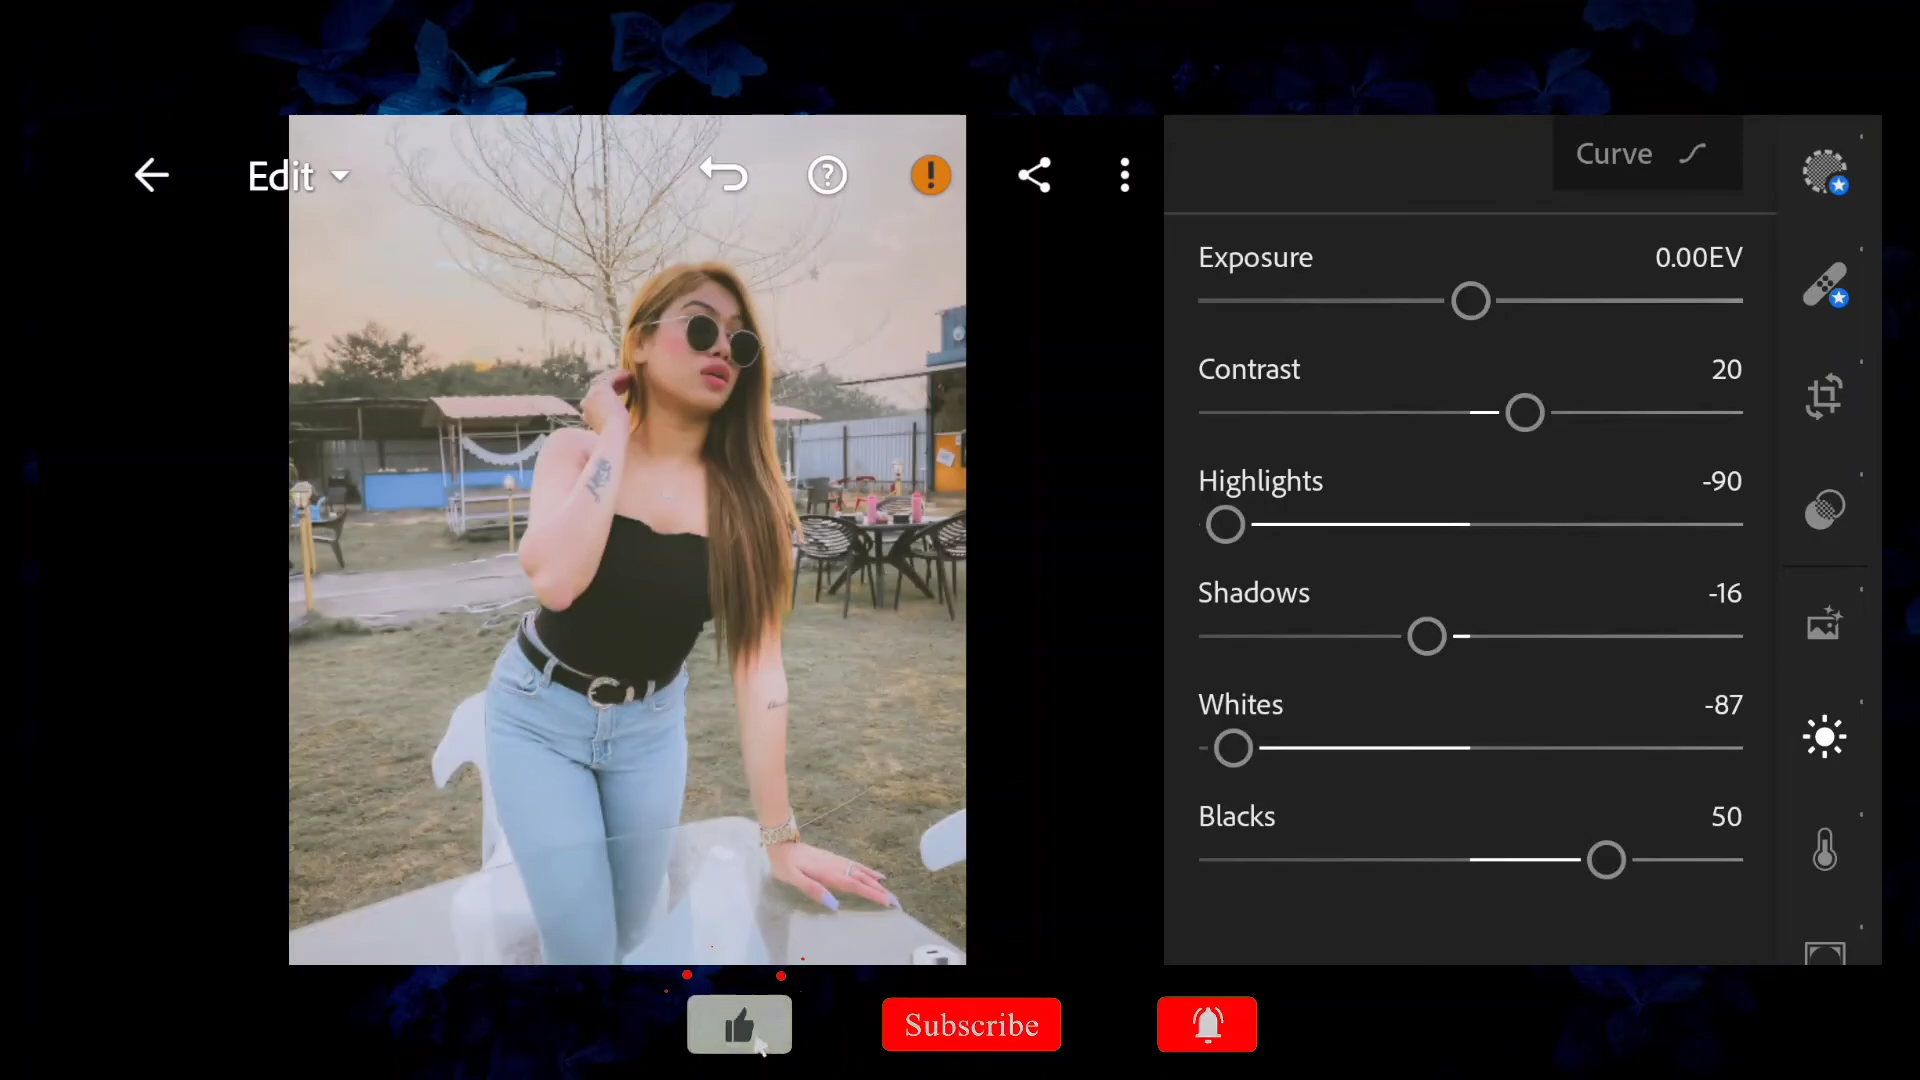 Edit
Curve
Exposure 0.00EV
Contrast 20
Highlights -90
Shadows -16
Whites -87
Blacks 50
Subscribe